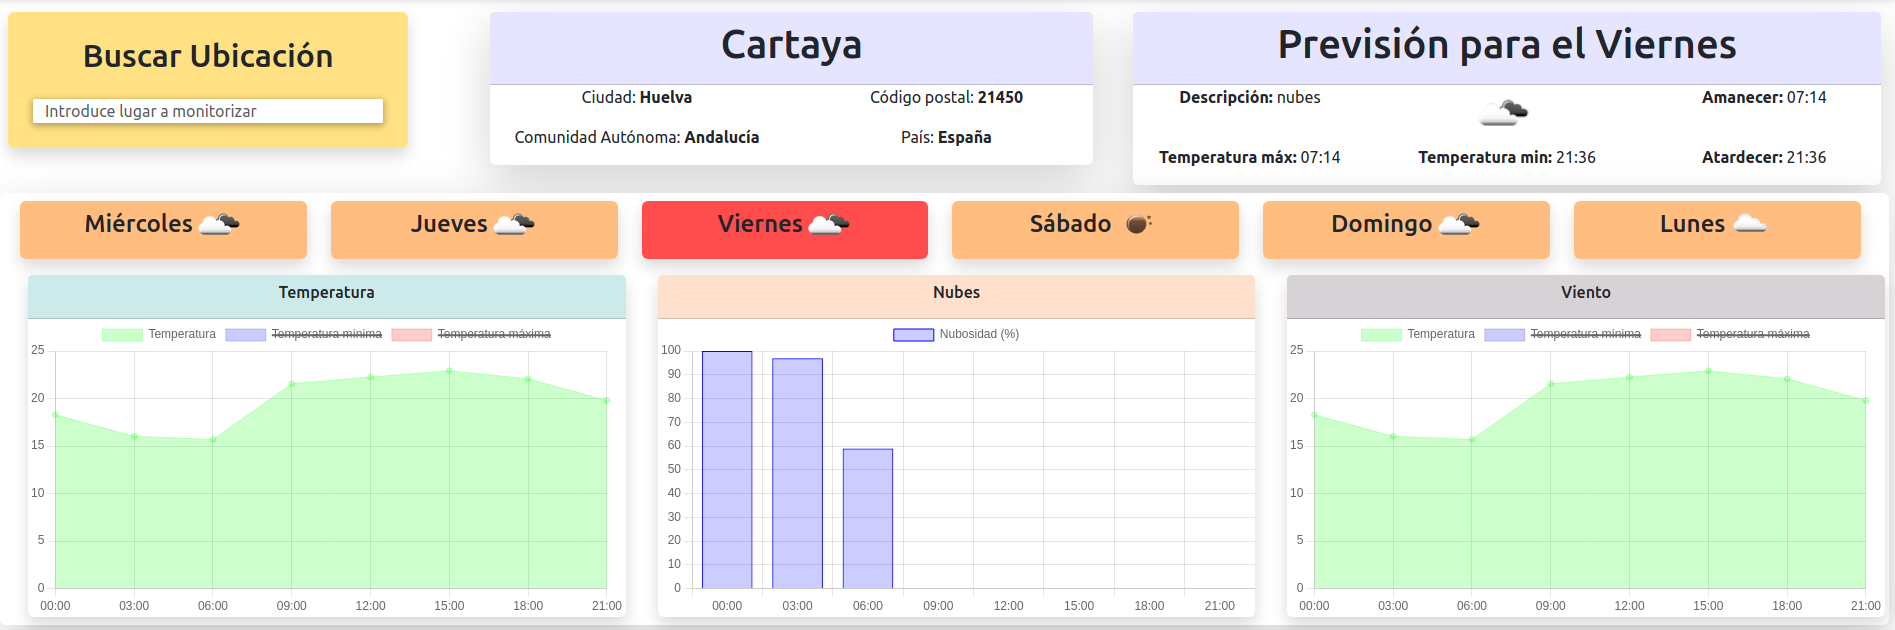 Buscar Ubicación
Introduce lugar a monitorizar
Cartaya
Ciudad: Huelva
Código postal: 21450
Comunidad Autónoma: Andalucía
País: España
Previsión para el Viernes
Descripción: nubes
Amanecer: 07:14
Temperatura máx: 07:14
Temperatura min: 21:36
Atardecer: 21:36
Miércoles
Jueves
Viernes
Sábado
Domingo
Lunes
Temperatura
Temperatura
Temperatura mínima
Temperatura máxima
25
20
15
10
5
0
00:00 03:00 06:00 09:00 12:00 15:00 18:00 21:00
Nubes
Nubosidad (%)
100
90
80
70
60
50
40
30
20
10
0
00:00 03:00 06:00 09:00 12:00 15:00 18:00 21:00
Viento
Temperatura
Temperatura mínima
Temperatura máxima
25
20
15
10
5
0
00:00 03:00 06:00 09:00 12:00 15:00 18:00 21:00